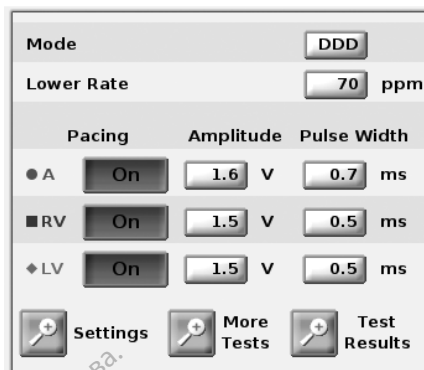 Mode DDD
Lower Rate 70 ppm
Pacing Amplitude Pulse Width
A On 1.6 V 0.7 ms
RV On 1.5 V 0.5 ms
LV On 1.5 V 0.5 ms
Settings More Tests Test Results
Ba.